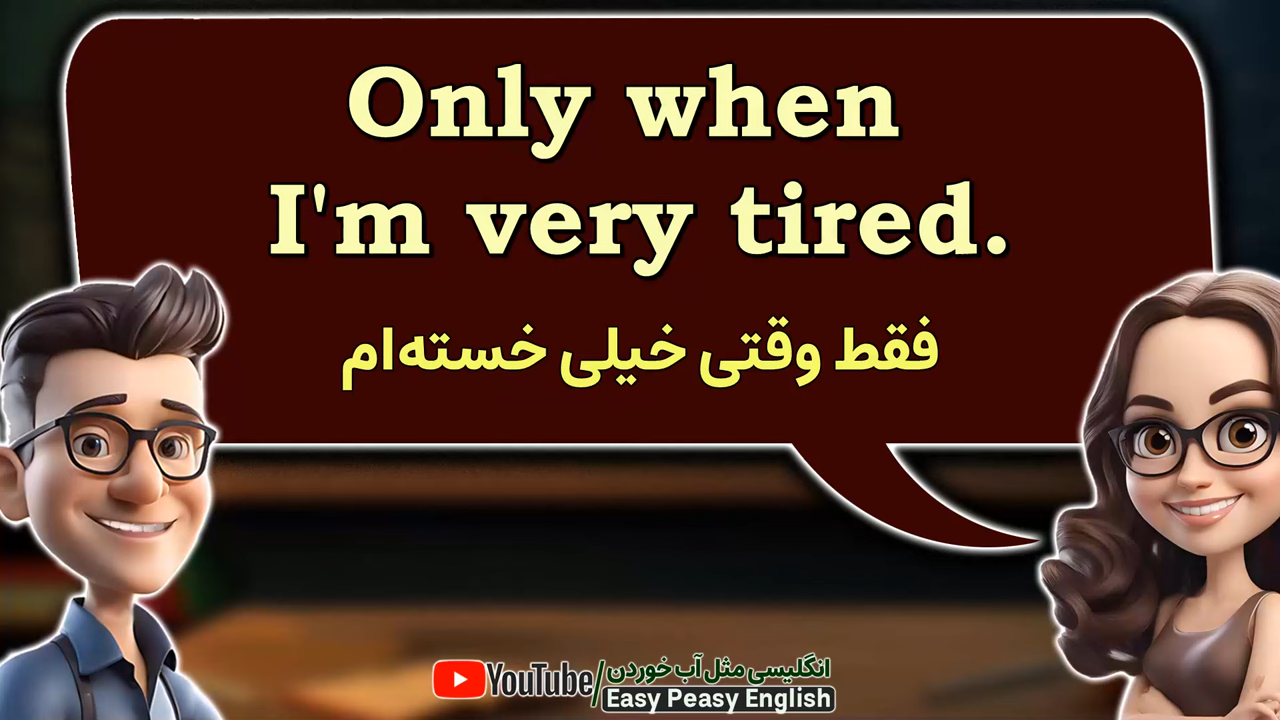 Only when
I'm very tired.
فقط وقتی خیلی خسته‌ام
YouTube/انگلیسی مثل آب خوردن
Easy Peasy English